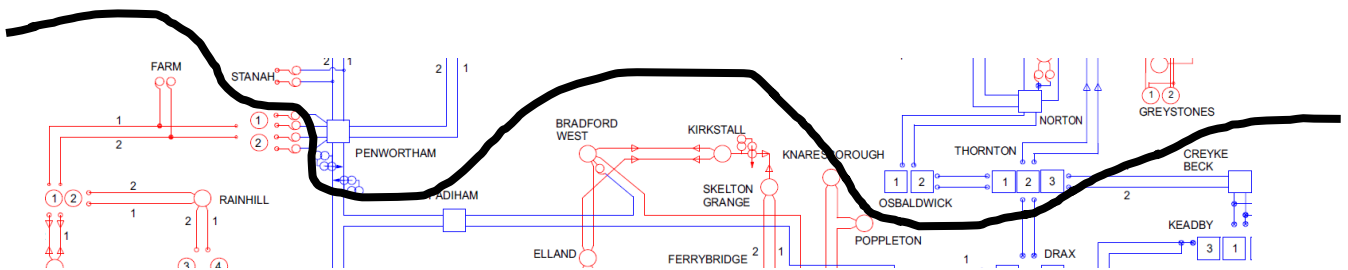 2 1
2 1
FARM
STANAH
1
2
1
2
PENWORTHAM
BRADFORD
WEST
KIRKSTALL
KNARESBOROUGH
NORTON
1 2
GREYSTONES
THORNTON
CREYKE
BECK
1 2
2
1
RAINHILL
2 1
1
3 4
PADIHAM
SKELTON
GRANGE
1 2
OSBALDWICK
1 2 3
2
POPPLETON
KEADBY
3 1
ELLAND
FERRYBRIDGE
2 1
1
DRAX